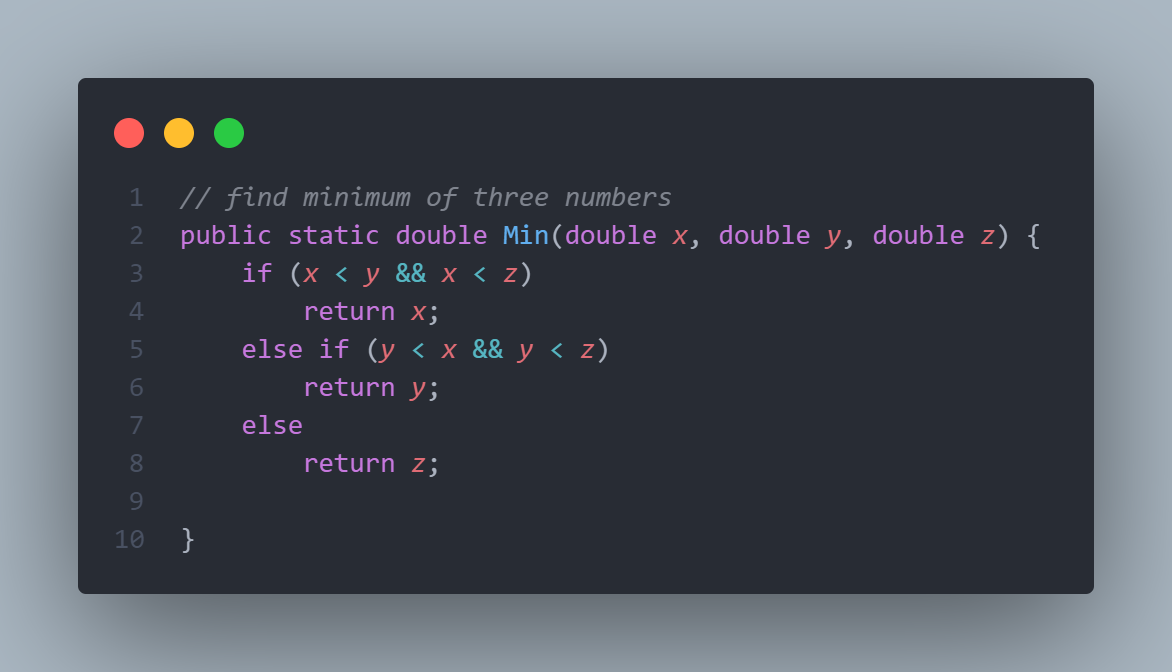 1 // find minimum of three numbers
2 public static double Min(double x, double y, double z) {
3     if (x < y && x < z)
4         return x;
5     else if (y < x && y < z)
6         return y;
7     else
8         return z;
9
10 }